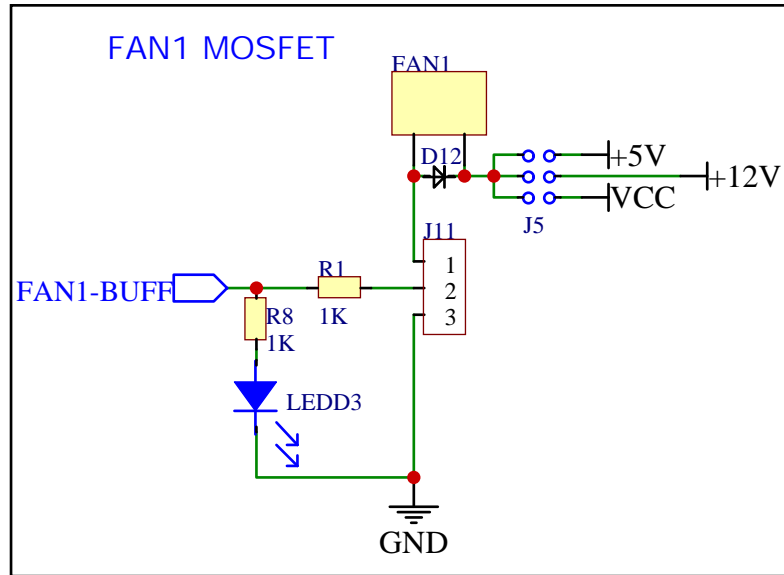 FAN1 MOSFET
FAN1
D12
+5V
+12V
VCC
J5
J11
1
2
3
R1
1K
FAN1-BUFF
R8
1K
LEDD3
GND